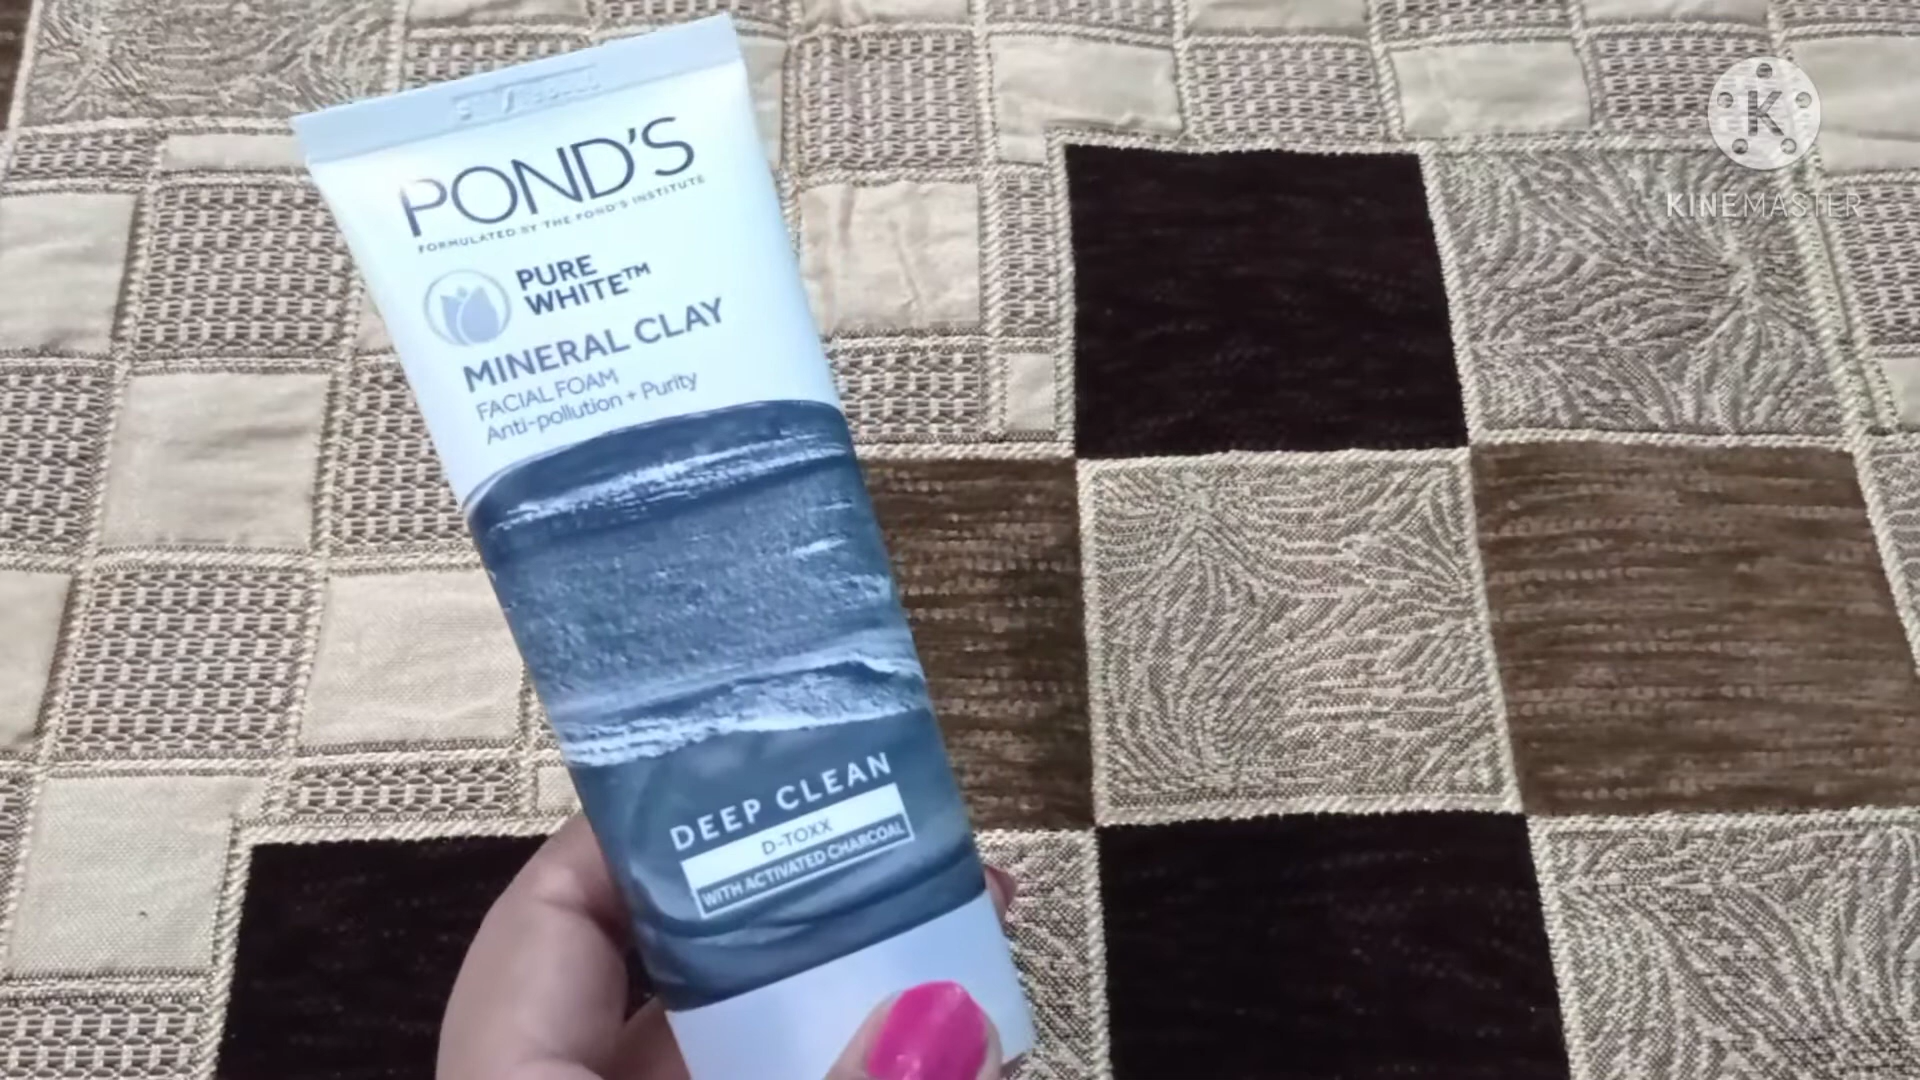 POND'S
FORMULATED BY THE POND'S INSTITUTE
PURE
WHITE™
MINERAL CLAY
FACIAL FOAM
Anti-pollution + Purity
DEEP CLEAN
D-TOXX
WITH ACTIVATED CHARCOAL
K
KINEMASTER